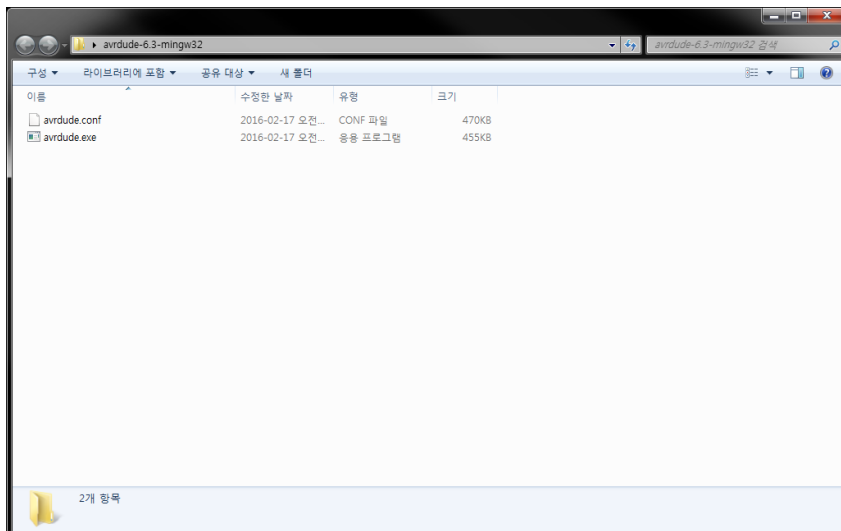 avrdude-6.3-mingw32
avrdude-6.3-mingw32 검색
구성 라이브러리에 포함 공유 대상 새 폴더
이름 수정한 날짜 유형 크기
avrdude.conf 2016-02-17 오전... CONF 파일 470KB
avrdude.exe 2016-02-17 오전... 응용 프로그램 455KB
2개 항목